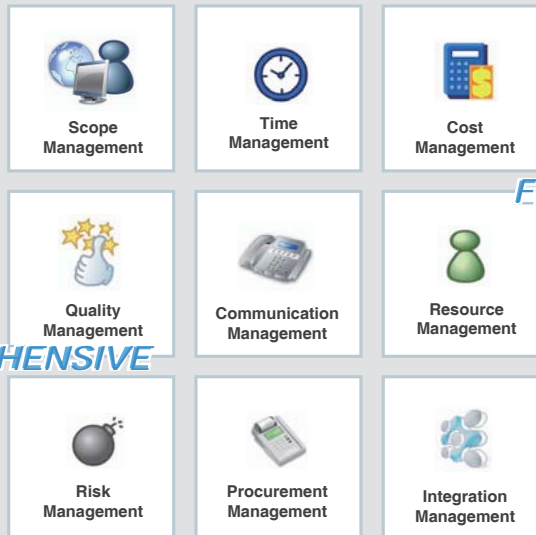 Scope
Management
Time
Management
Cost
Management
F
Quality
Management
Communication
Management
Resource
Management
HENSIVE
Risk
Management
Procurement
Management
Integration
Management